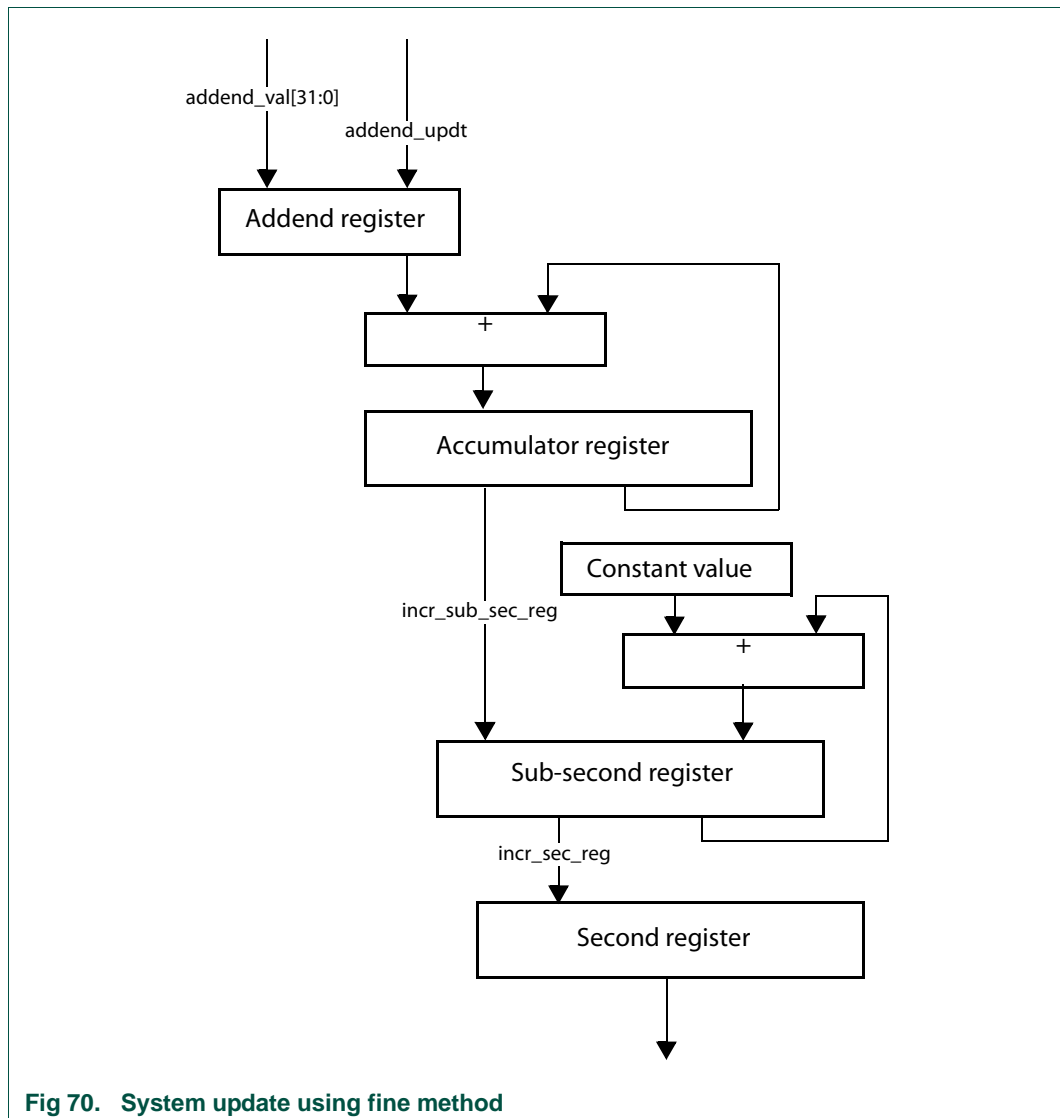 addend_val[31:0]
addend_updt
Addend register
+
Accumulator register
Constant value
incr_sub_sec_reg
+
Sub-second register
incr_sec_reg
Second register
Fig 70. System update using fine method